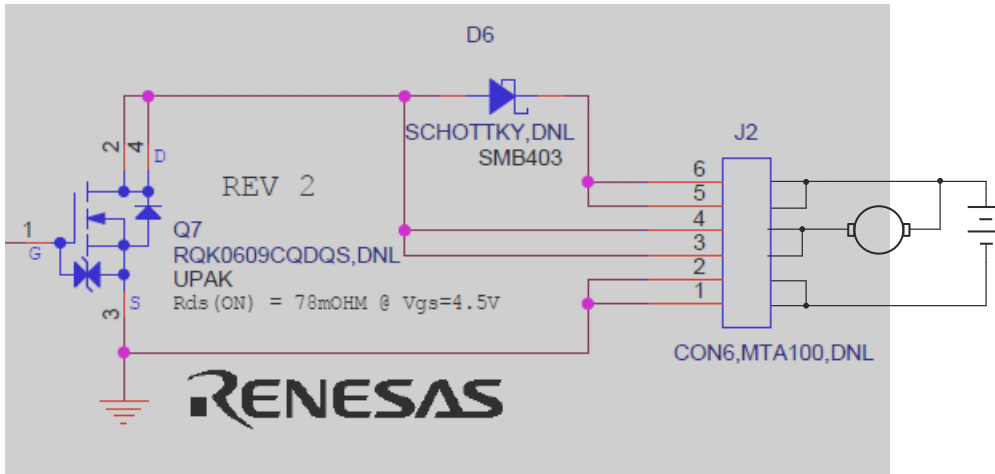 D6
SCHOTTKY,DNL
SMB403
J2
2
4
D
REV 2
1
G
Q7
RQK0609CQDQS,DNL
UPAK
Rds(ON) = 78mOHM @ Vgs=4.5V
S
3
6
5
4
3
2
1
CON6,MTA100,DNL
RENESAS